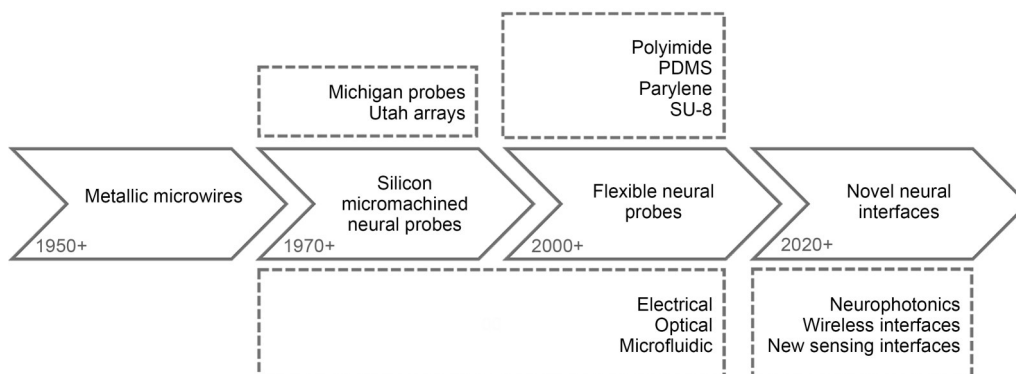 Polyimide
PDMS
Parylene
SU-8
Michigan probes
Utah arrays
Metallic microwires
1950+
Silicon
micromachined
neural probes
1970+
Flexible neural
probes
2000+
Novel neural
interfaces
2020+
Electrical
Optical
Microfluidic
Neurophotonics
Wireless interfaces
New sensing interfaces